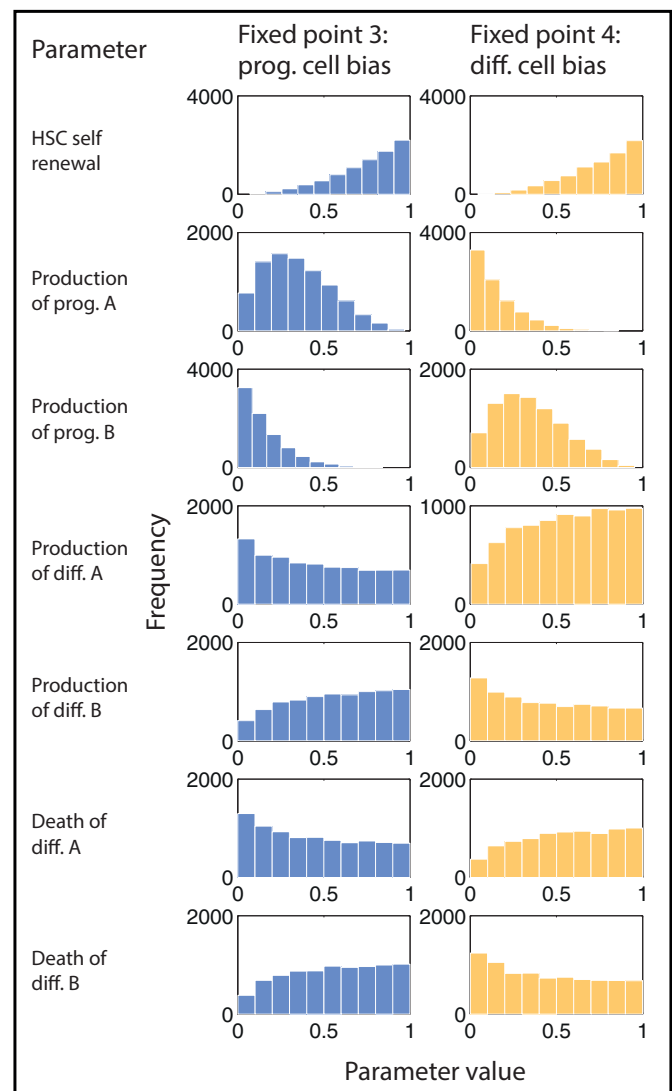 Parameter
Fixed point 3:
prog. cell bias
Fixed point 4:
diff. cell bias
HSC self
renewal
4000
0
0 0.5 1
4000
0
0 0.5 1
Production
of prog. A
2000
0
0 0.5 1
4000
0
0 0.5 1
Production
of prog. B
4000
0
0 0.5 1
2000
0
0 0.5 1
Production
of diff. A
Frequency
2000
0
0 0.5 1
1000
0
0 0.5 1
Production
of diff. B
2000
0
0 0.5 1
2000
0
0 0.5 1
Death of
diff. A
2000
0
0 0.5 1
2000
0
0 0.5 1
Death of
diff. B
2000
0
0 0.5 1
2000
0
0 0.5 1
Parameter value